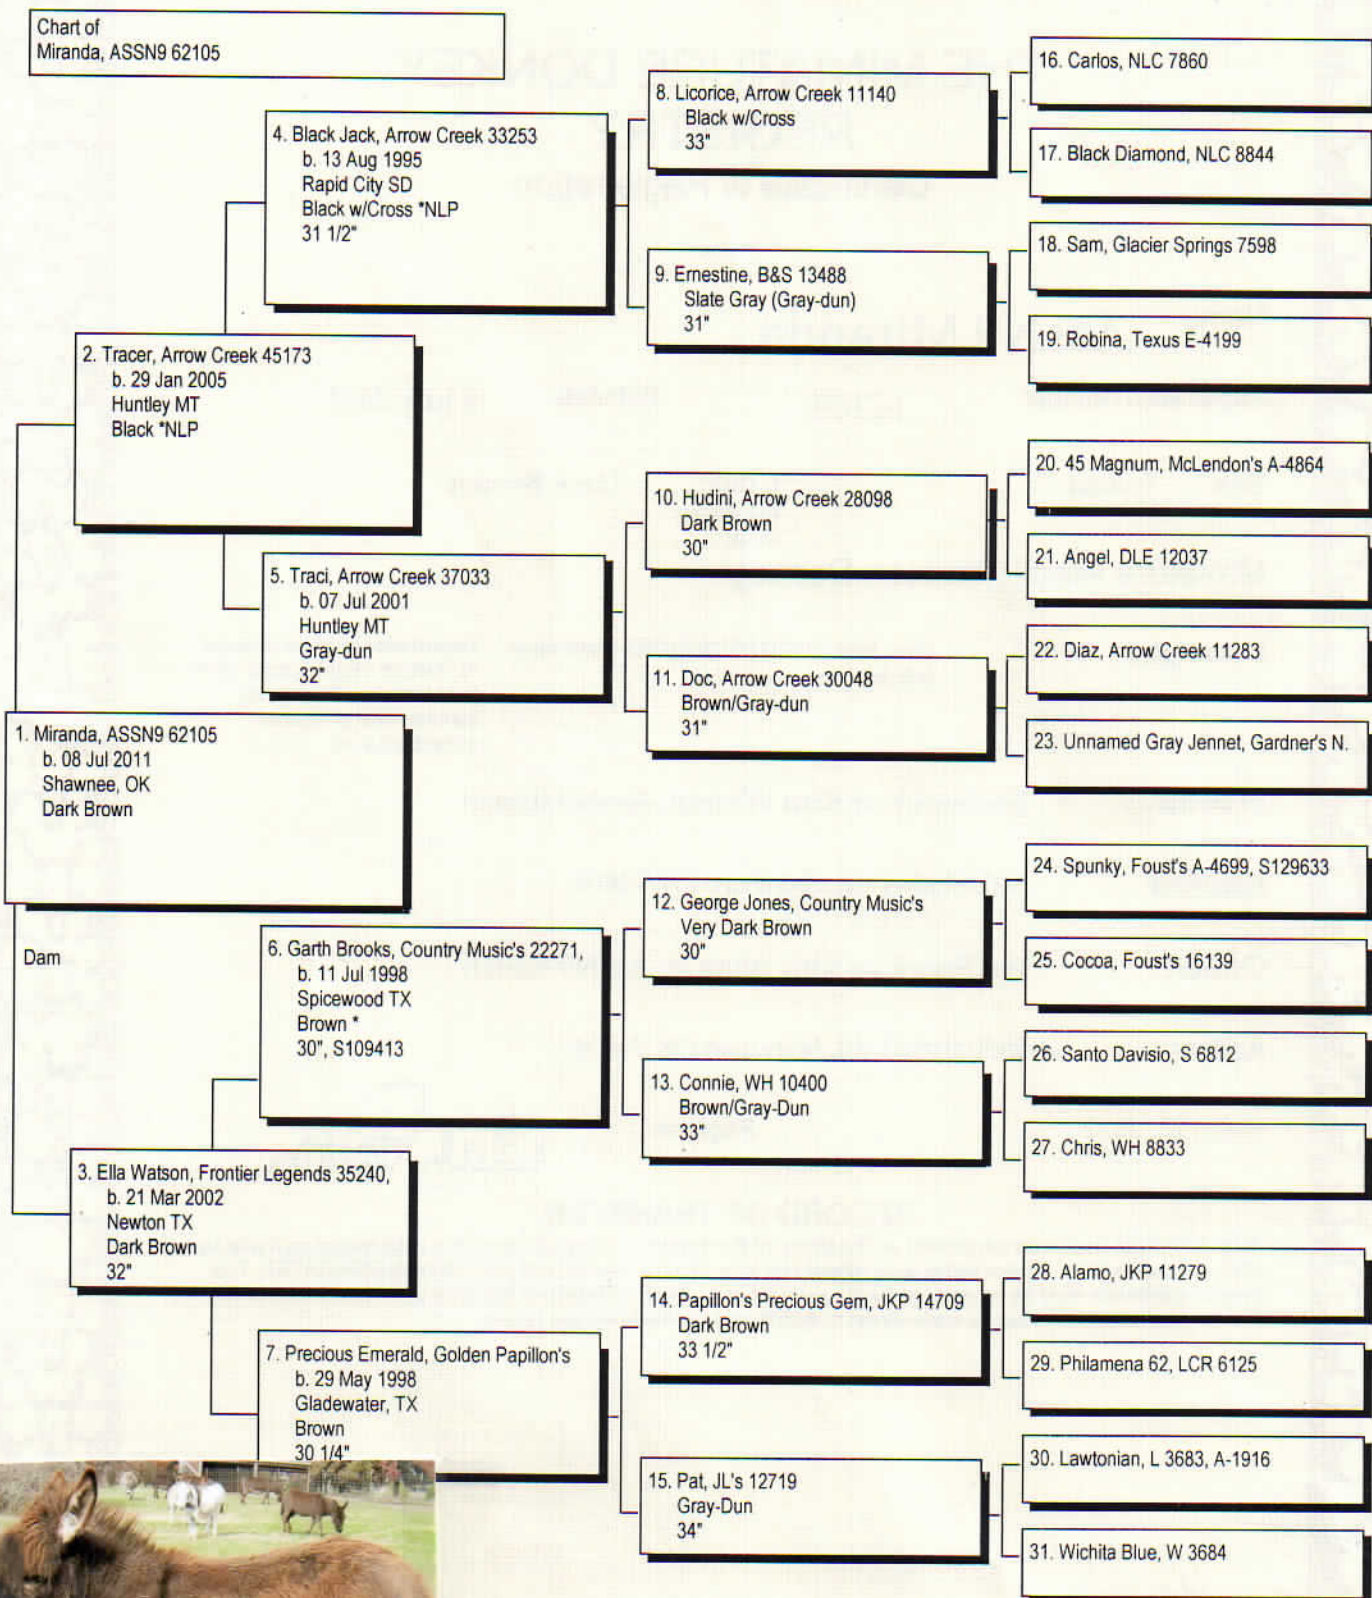 Chart of
Miranda, ASSN9 62105
16. Carlos, NLC 7860
8. Licorice, Arrow Creek 11140
Black w/Cross
33"
4. Black Jack, Arrow Creek 33253
b. 13 Aug 1995
Rapid City SD
Black w/Cross *NLP
31 1/2"
17. Black Diamond, NLC 8844
18. Sam, Glacier Springs 7598
9. Ernestine, B&S 13488
Slate Gray (Gray-dun)
31"
19. Robina, Texus E-4199
2. Tracer, Arrow Creek 45173
b. 29 Jan 2005
Huntley MT
Black *NLP
20. 45 Magnum, McLendon's A-4864
10. Hudini, Arrow Creek 28098
Dark Brown
30"
21. Angel, DLE 12037
5. Traci, Arrow Creek 37033
b. 07 Jul 2001
Huntley MT
Gray-dun
32"
22. Diaz, Arrow Creek 11283
11. Doc, Arrow Creek 30048
Brown/Gray-dun
31"
23. Unnamed Gray Jennet, Gardner's N.
1. Miranda, ASSN9 62105
b. 08 Jul 2011
Shawnee, OK
Dark Brown
24. Spunky, Foust's A-4699, S129633
12. George Jones, Country Music's
Very Dark Brown
30"
25. Cocoa, Foust's 16139
Dam
6. Garth Brooks, Country Music's 22271,
b. 11 Jul 1998
Spicewood TX
Brown *
30", S109413
26. Santo Davisio, S 6812
13. Connie, WH 10400
Brown/Gray-Dun
33"
27. Chris, WH 8833
3. Ella Watson, Frontier Legends 35240,
b. 21 Mar 2002
Newton TX
Dark Brown
32"
28. Alamo, JKP 11279
14. Papillon's Precious Gem, JKP 14709
Dark Brown
33 1/2"
29. Philamena 62, LCR 6125
7. Precious Emerald, Golden Papillon's
b. 29 May 1998
Gladewater, TX
Brown
30 1/4"
30. Lawtonian, L 3683, A-1916
15. Pat, JL's 12719
Gray-Dun
34"
31. Wichita Blue, W 3684